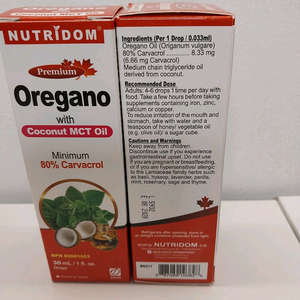 NUTRIDOM®
Premium
Oregano
with
Coconut MCT Oil
Minimum
80% Carvacrol
30 mL / 1 fl. oz.
Drops
Ingredients (Per 1 Drop / 0.033ml)
Oregano Oil (Origanum vulgare)
80% Carvacrol 8.33 mg
(6.66 mg Carvacrol)
Medium chain triglyceride oil
derived from coconut.
Recommended Dose
Adults: 4-6 drops 1 time per day with
food. Take a few hours before taking
supplements containing iron, zinc,
calcium or copper.
To reduce irritation of the mouth and
stomach, take with water and a
teaspoon of honey/ vegetable oil
(e.g. olive oil)/ a sugar cube.
Cautions and Warnings
Keep away from children.
Discontinue use if you experience
gastrointestinal upset. Do not use
if you are pregnant or breastfeeding,
or if you are hypersensitive/ allergic
to the Lamiaceae family herbs such
as basil, hyssop, lavender, perilla,
mint, rosemary, sage and thyme.
Refrigerate after opening, store in
NUTRIDOM